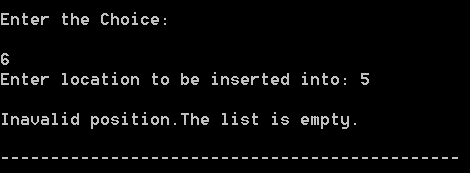 Enter the Choice:
6
Enter location to be inserted into: 5
Inavalid position.The list is empty.
----------------------------------------------